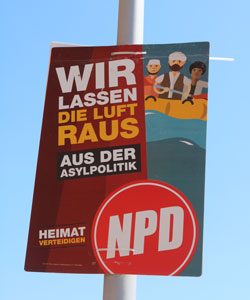 WIR
LASSEN
DIE LUFT
RAUS
AUS DER
ASYLPOLITIK
HEIMAT
VERTEIDIGEN
NPD